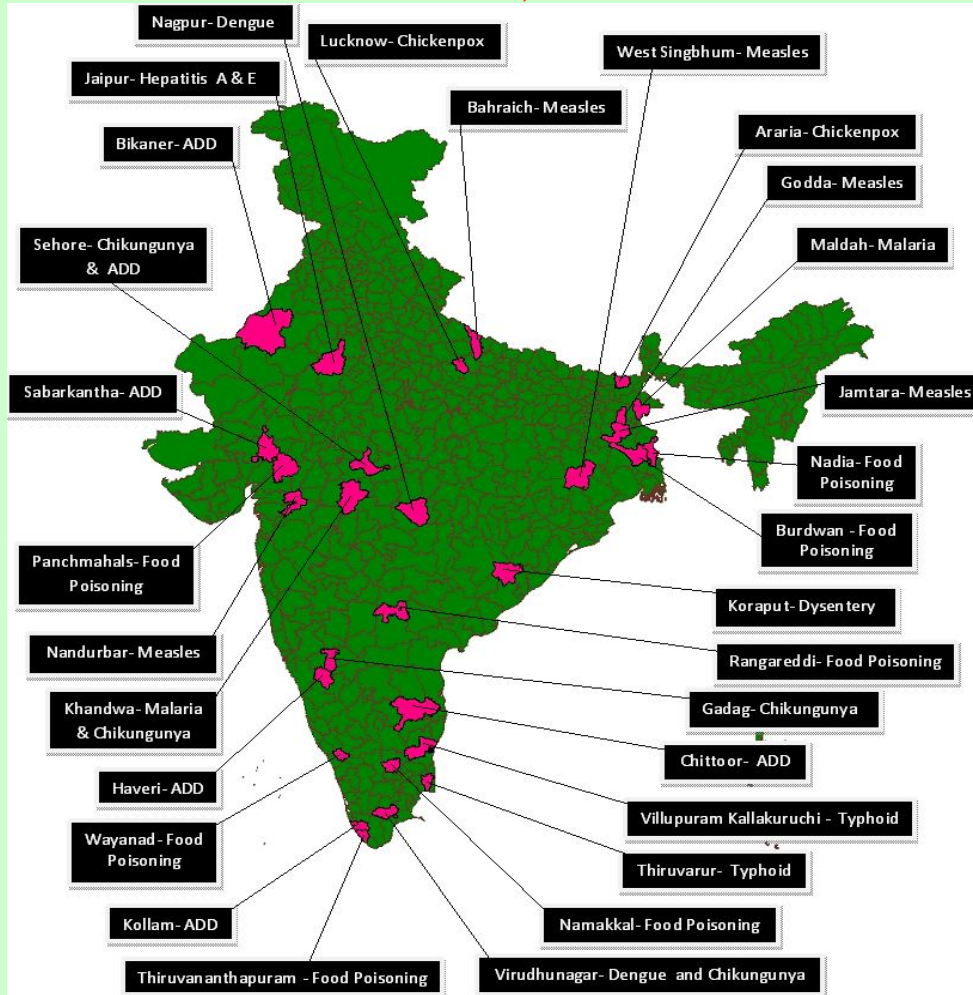 Nagpur- Dengue
Lucknow- Chickenpox
West Singbhum- Measles
Jaipur- Hepatitis A & E
Bahraich- Measles
Bikaner- ADD
Araria- Chickenpox
Godda- Measles
Sehore- Chikungunya
& ADD
Maldah- Malaria
Sabarkantha- ADD
Jamtara- Measles
Nadia- Food
Poisoning
Burdwan - Food
Poisoning
Panchmahals- Food
Poisoning
Koraput- Dysentery
Nandurbar- Measles
Rangareddi- Food Poisoning
Khandwa- Malaria
& Chikungunya
Gadag- Chikungunya
Chittoor- ADD
Haveri- ADD
Villupuram Kallakuruchi - Typhoid
Wayanad - Food
Poisoning
Thiruvarur- Typhoid
Kollam- ADD
Namakkal- Food Poisoning
Thiruvananthapuram - Food Poisoning
Virudhunagar- Dengue and Chikungunya